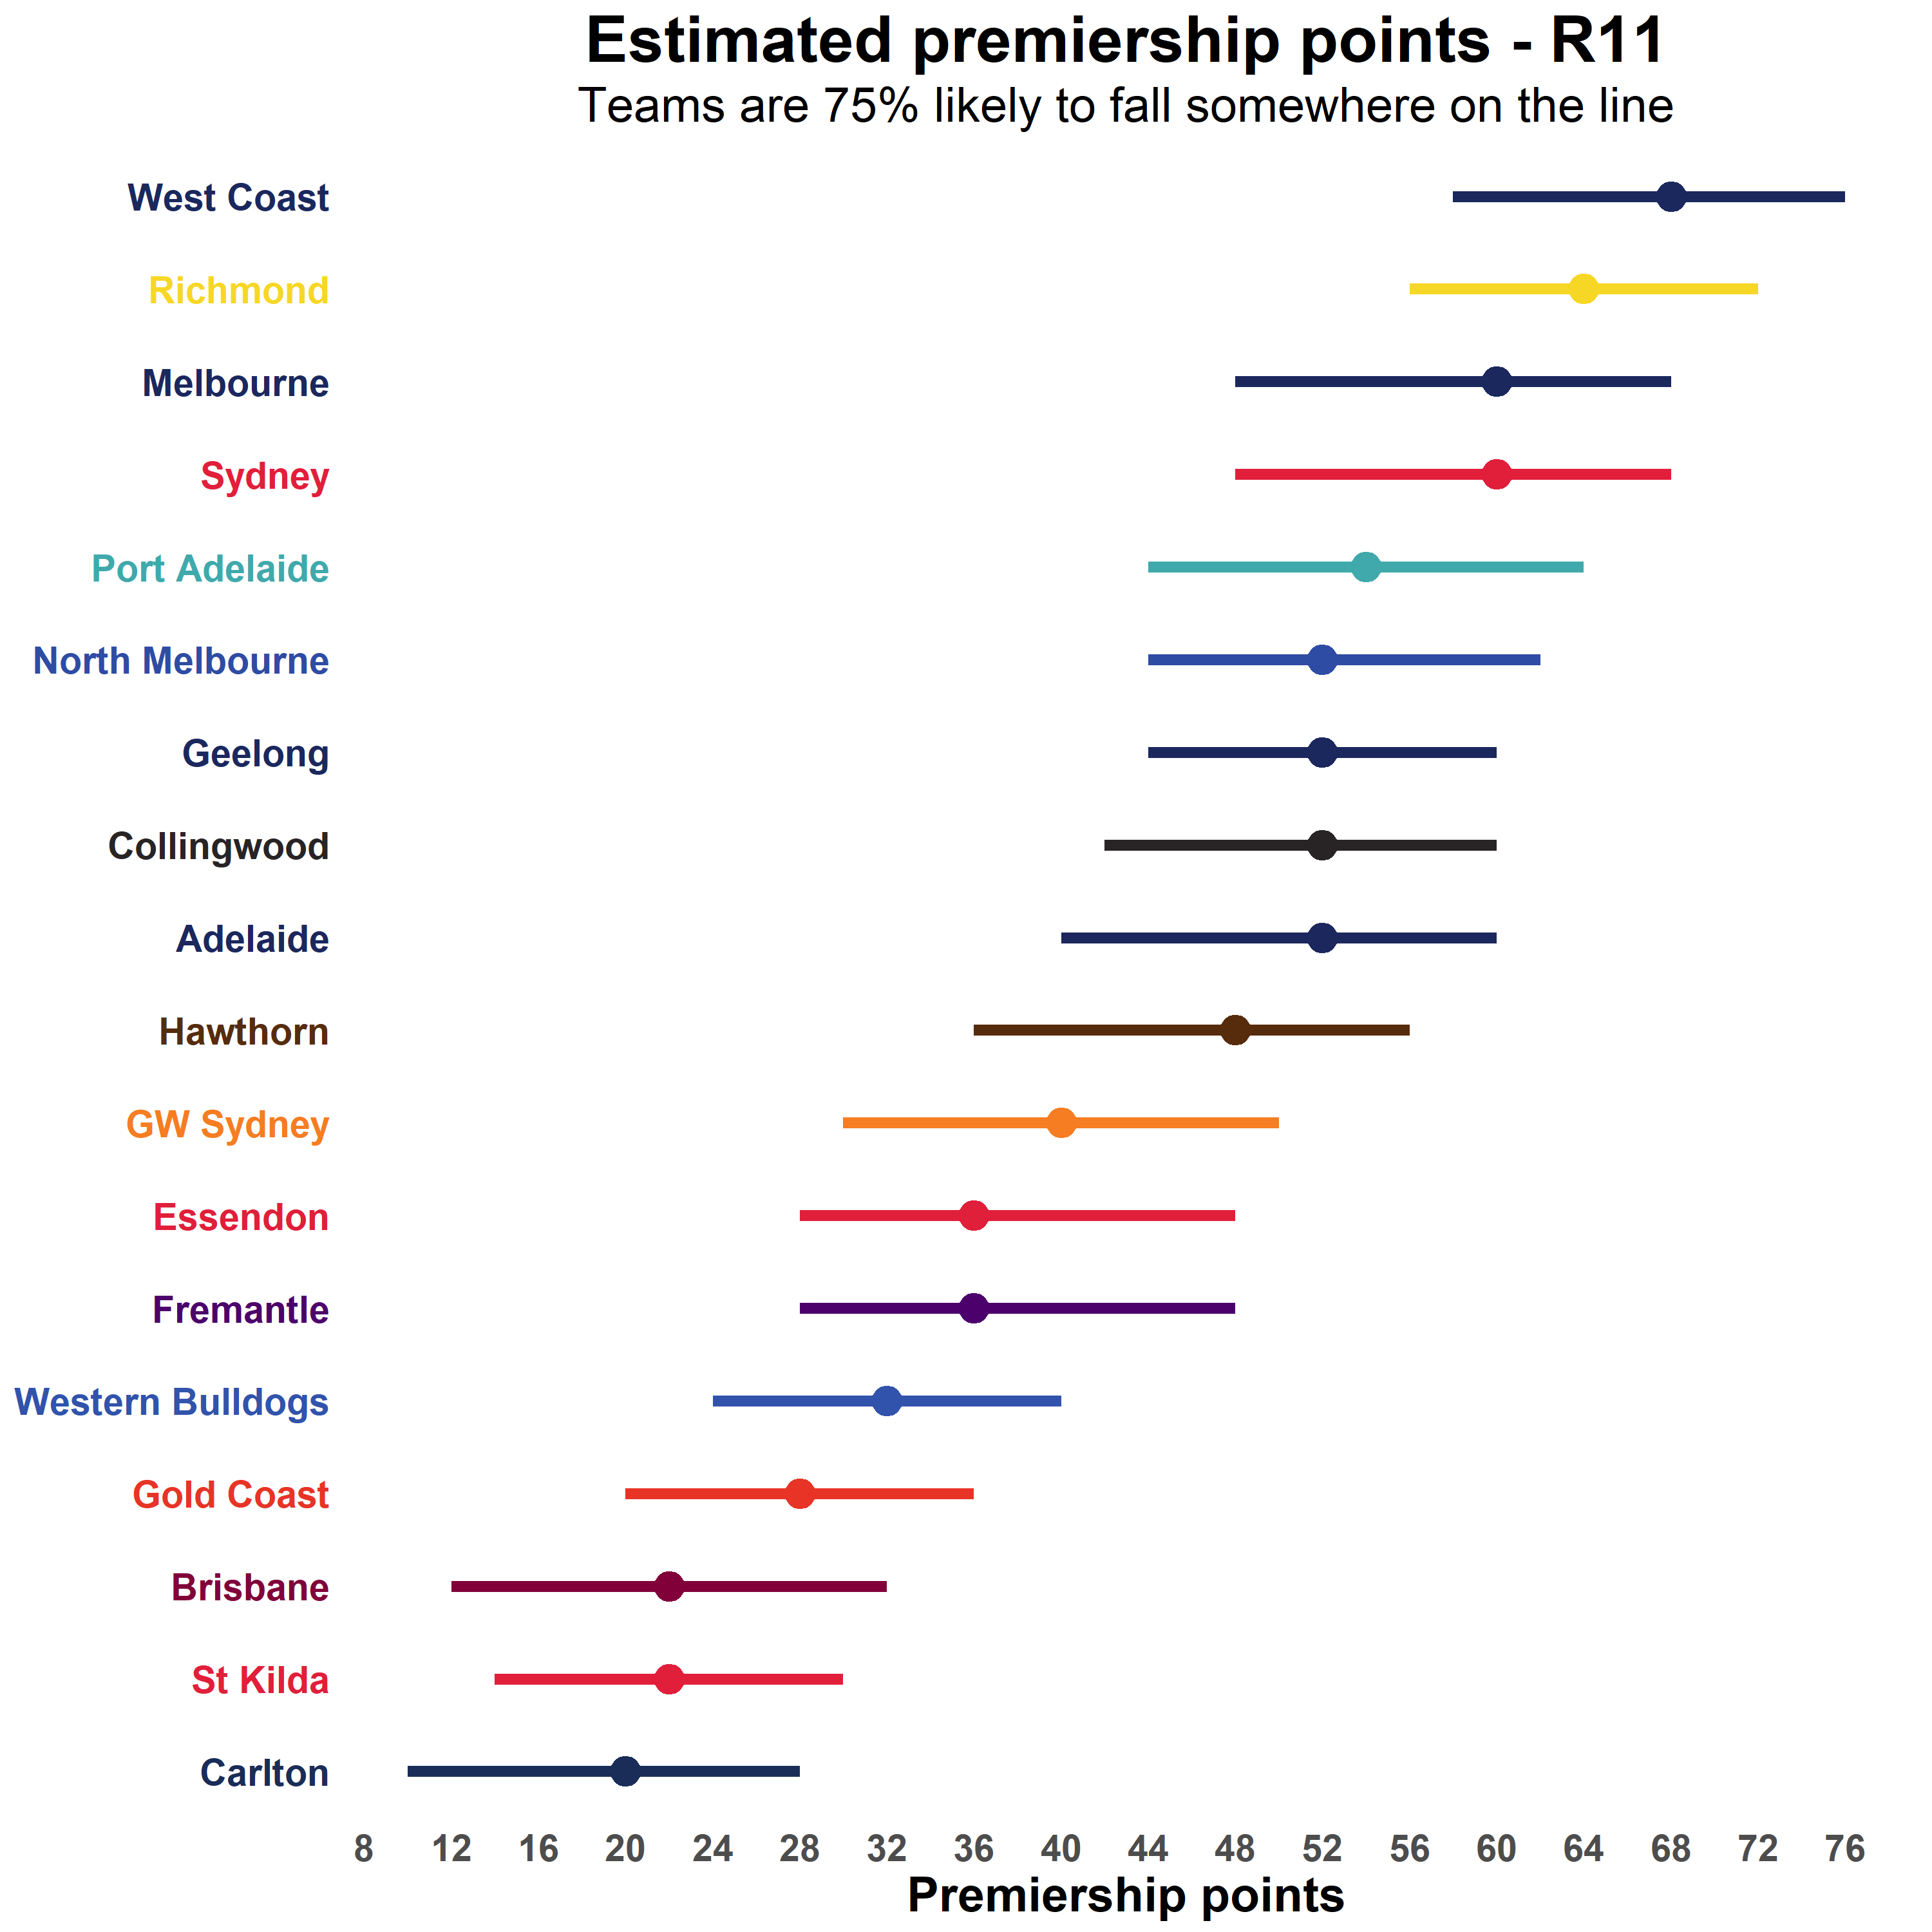 Estimated premiership points - R11
Teams are 75% likely to fall somewhere on the line
West Coast
Richmond
Melbourne
Sydney
Port Adelaide
North Melbourne
Geelong
Collingwood
Adelaide
Hawthorn
GW Sydney
Essendon
Fremantle
Western Bulldogs
Gold Coast
Brisbane
St Kilda
Carlton
8 12 16 20 24 28 32 36 40 44 48 52 56 60 64 68 72 76
Premiership points